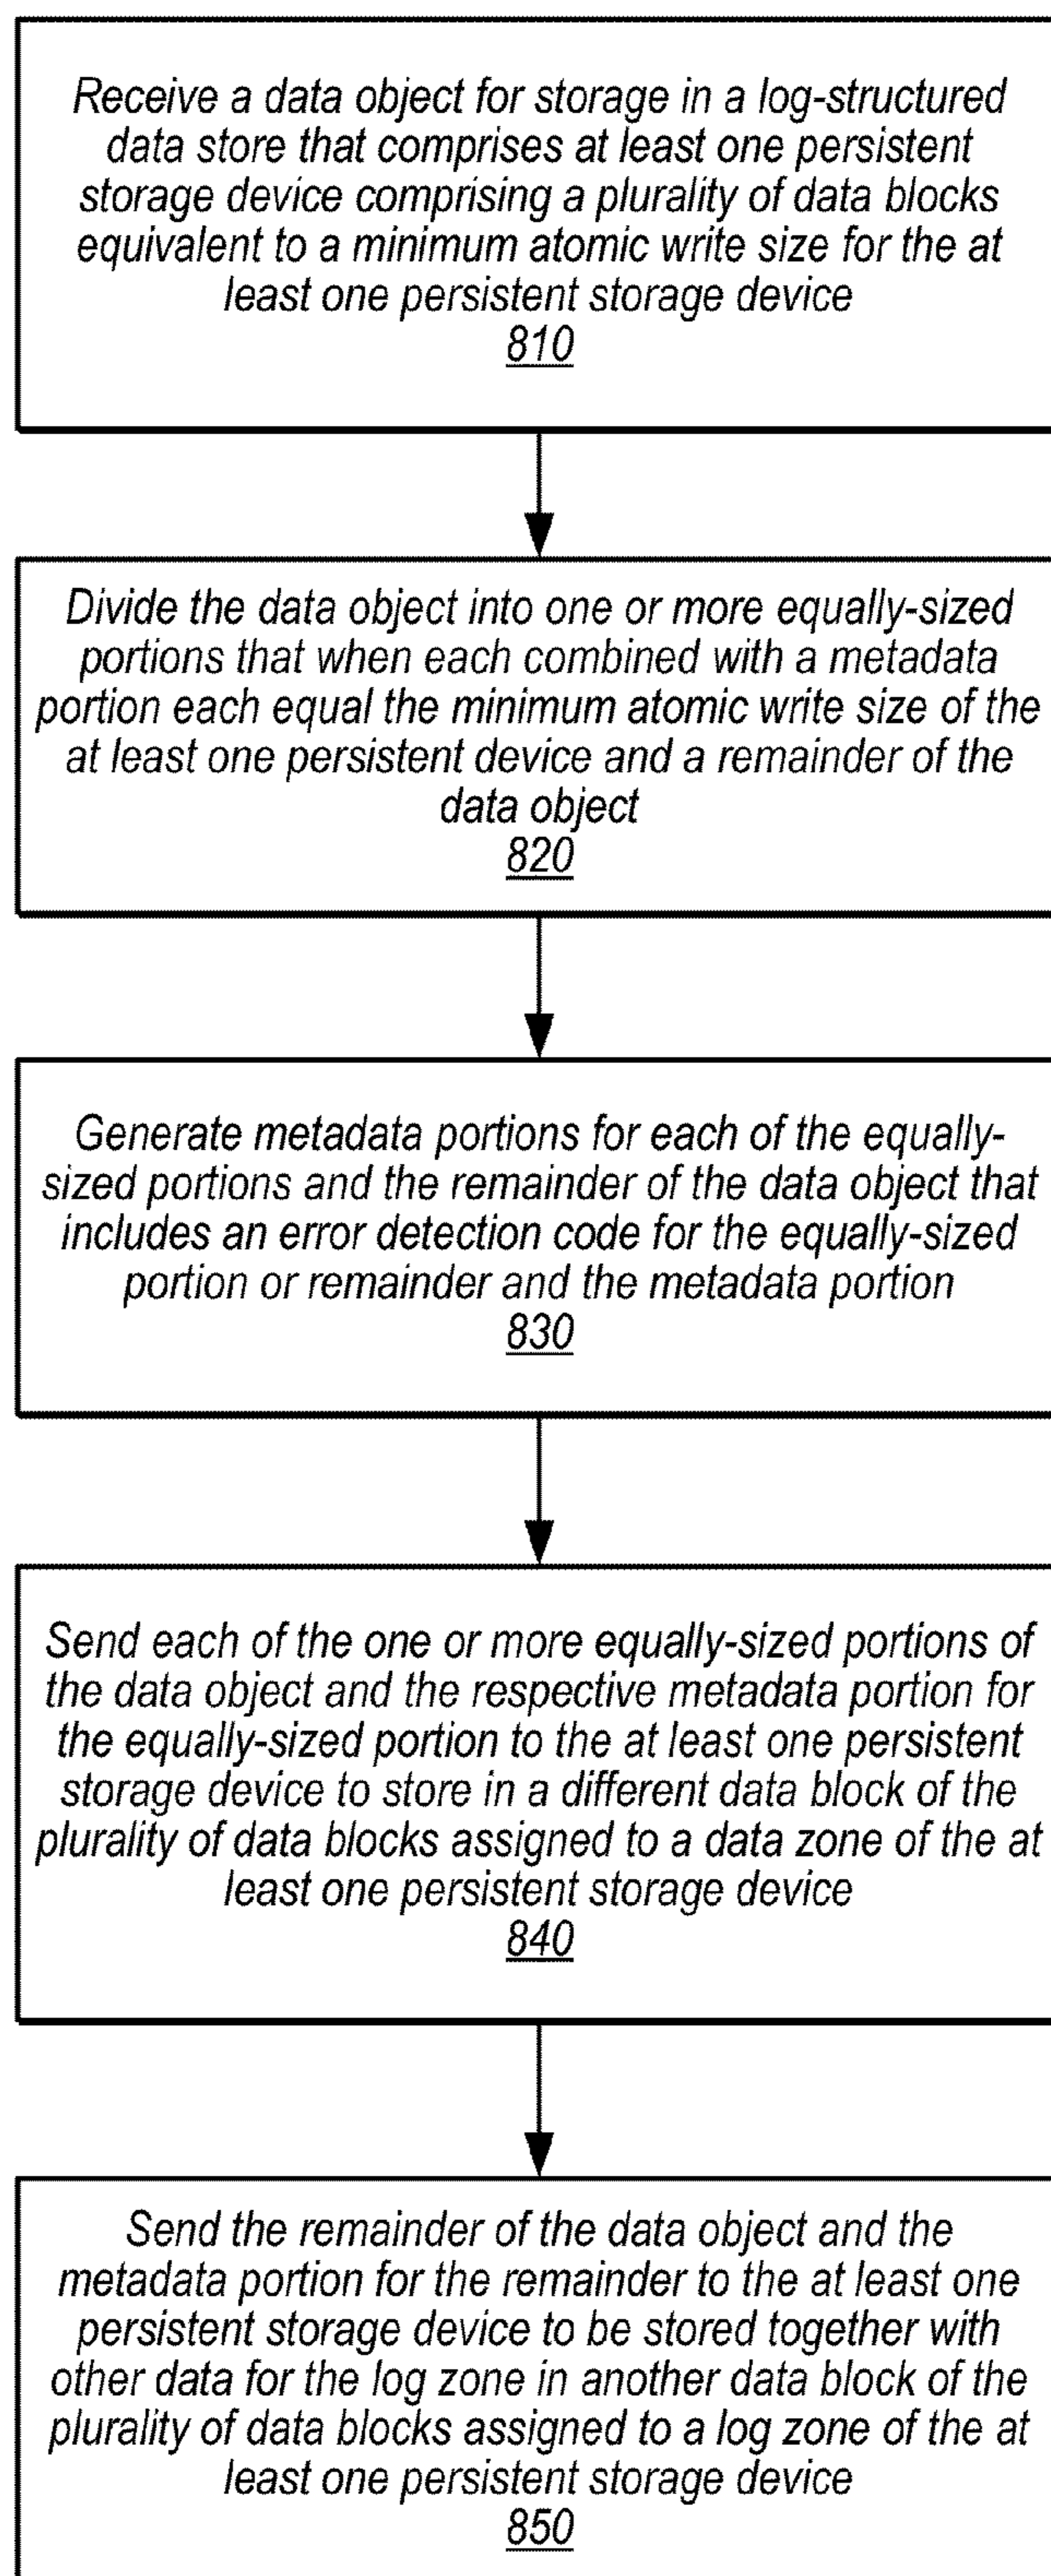 Receive a data object for storage in a log-structured
data store that comprises at least one persistent
storage device comprising a plurality of data blocks
equivalent to a minimum atomic write size for the at
least one persistent storage device
810
Divide the data object into one or more equally-sized
portions that when each combined with a metadata
portion each equal the minimum atomic write size of the
at least one persistent device and a remainder of the
data object
820
Generate metadata portions for each of the equally-
sized portions and the remainder of the data object that
includes an error detection code for the equally-sized
portion or remainder and the metadata portion
830
Send each of the one or more equally-sized portions of
the data object and the respective metadata portion for
the equally-sized portion to the at least one persistent
storage device to store in a different data block of the
plurality of data blocks assigned to a data zone of the at
least one persistent storage device
840
Send the remainder of the data object and the
metadata portion for the remainder to the at least one
persistent storage device to be stored together with
other data for the log zone in another data block of the
plurality of data blocks assigned to a log zone of the at
least one persistent storage device
850